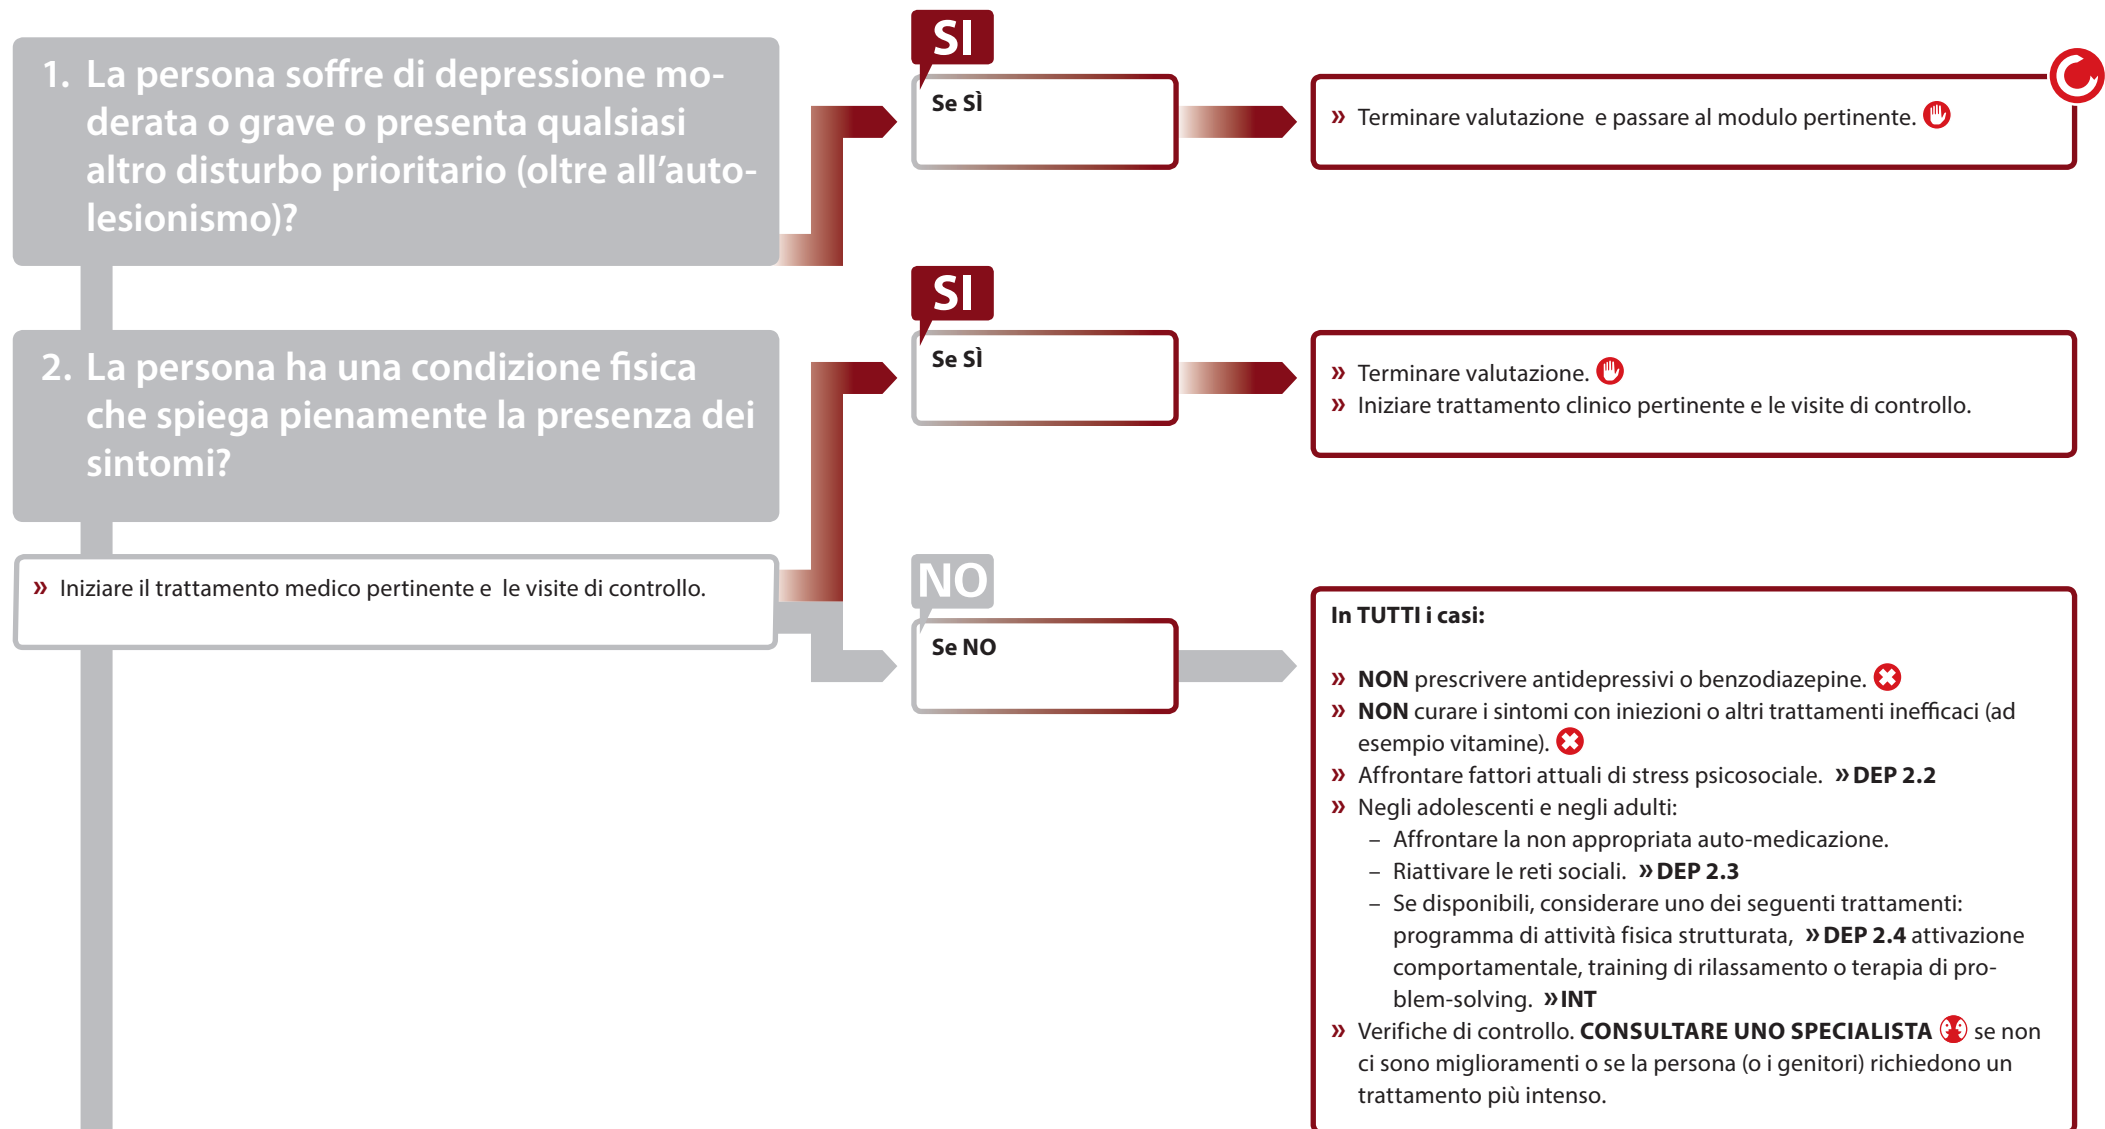 1. La persona soffre di depressione mo-
derata o grave o presenta qualsiasi
altro disturbo prioritario (oltre all'auto-
lesionismo)?
SI
Se SÌ
» Terminare valutazione e passare al modulo pertinente.
2. La persona ha una condizione fisica
che spiega pienamente la presenza dei
sintomi?
» Iniziare il trattamento medico pertinente e le visite di controllo.
SI
Se SÌ
» Terminare valutazione.
» Iniziare trattamento clinico pertinente e le visite di controllo.
NO
Se NO
In TUTTI i casi:
» NON prescrivere antidepressivi o benzodiazepine.
» NON curare i sintomi con iniezioni o altri trattamenti inefficaci (ad
esempio vitamine).
» Affrontare fattori attuali di stress psicosociale. » DEP 2.2
» Negli adolescenti e negli adulti:
– Affrontare la non appropriata auto-medicazione.
– Riattivare le reti sociali. » DEP 2.3
– Se disponibili, considerare uno dei seguenti trattamenti:
programma di attività fisica strutturata, » DEP 2.4 attivazione
comportamentale, training di rilassamento o terapia di pro-
blem-solving. » INT
» Verifiche di controllo. CONSULTARE UNO SPECIALISTA se non
ci sono miglioramenti o se la persona (o i genitori) richiedono un
trattamento più intenso.